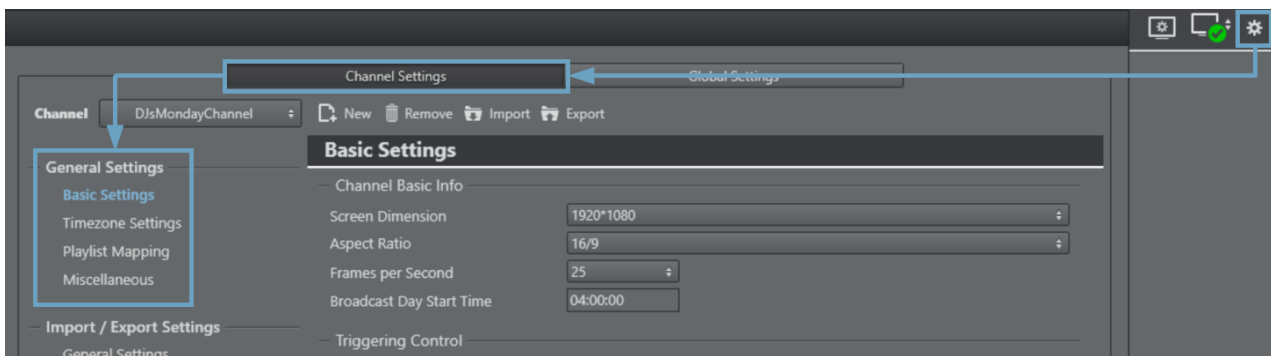 Channel Settings
Global Settings
Channel
DJsMondayChannel
New
Remove
Import
Export
General Settings
Basic Settings
Timezone Settings
Playlist Mapping
Miscellaneous
Import / Export Settings
General Settings
Basic Settings
Channel Basic Info
Screen Dimension
1920*1080
Aspect Ratio
16/9
Frames per Second
25
Broadcast Day Start Time
04:00:00
Triggering Control